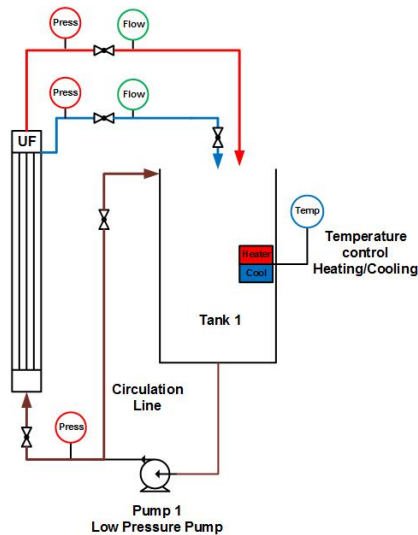 Press
Flow
Press
Flow
UF
Temp
Heater
Cool
Temperature
control
Heating/Cooling
Tank 1
Circulation
Line
Press
Pump 1
Low Pressure Pump